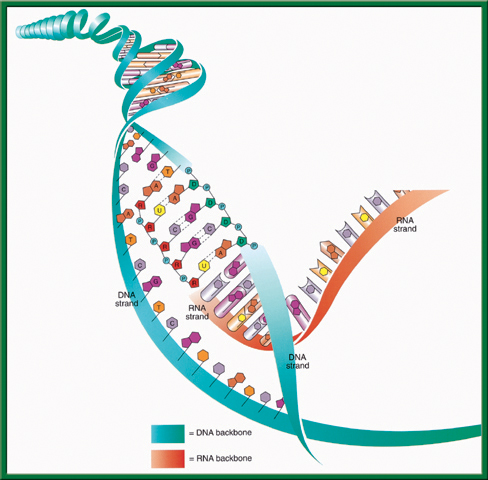 T P
C A D P
A P
R U D P
A P G
R C C D P
T P R G A D P
C P R U
G P R
RNA
strand
DNA
strand
RNA
strand
T C
DNA
strand
= DNA backbone
= RNA backbone